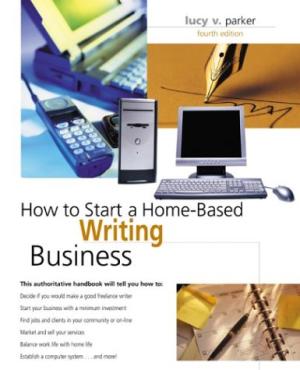 lucy v. parker
fourth edition
How to Start a Home-Based
Writing
Business
This authoritative handbook will tell you how to:
Decide if you would make a good freelance writer
Start your business with a minimum investment
Find jobs and clients in your community or on-line
Market and sell your services
Balance work life with home life
Establish a computer system . . . . and more!